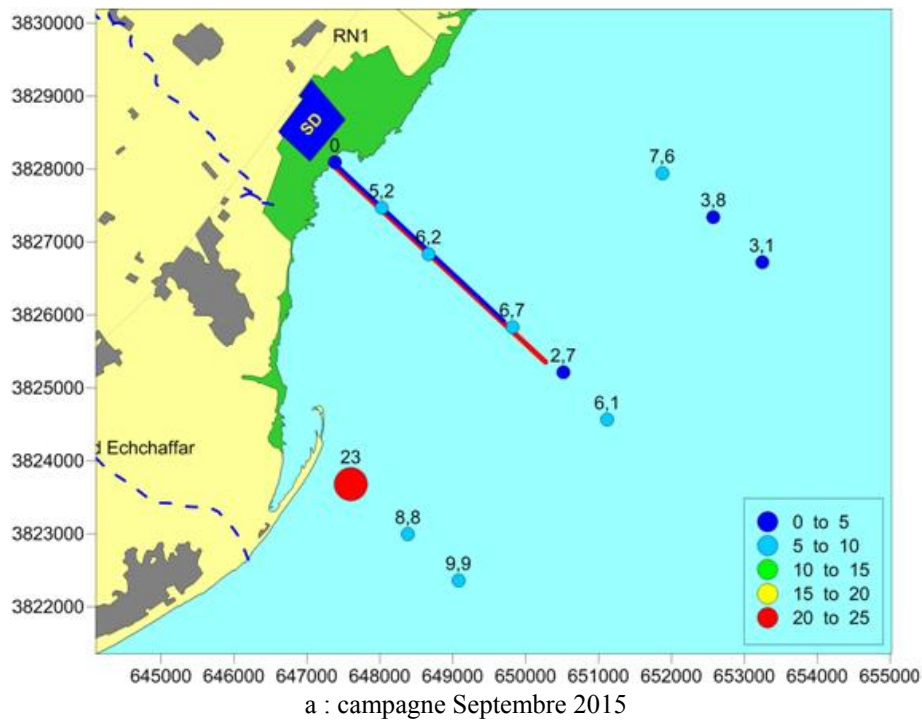 3830000
3829000
3828000
3827000
3826000
3825000
3824000
3823000
3822000
RN1
SD
0
5,2
6,2
6,7
2,7
6,1
7,6
3,8
3,1
d Echchaffar
23
8,8
9,9
0 to 5
5 to 10
10 to 15
15 to 20
20 to 25
645000 646000 647000 648000 649000 650000 651000 652000 653000 654000 655000
a : campagne Septembre 2015